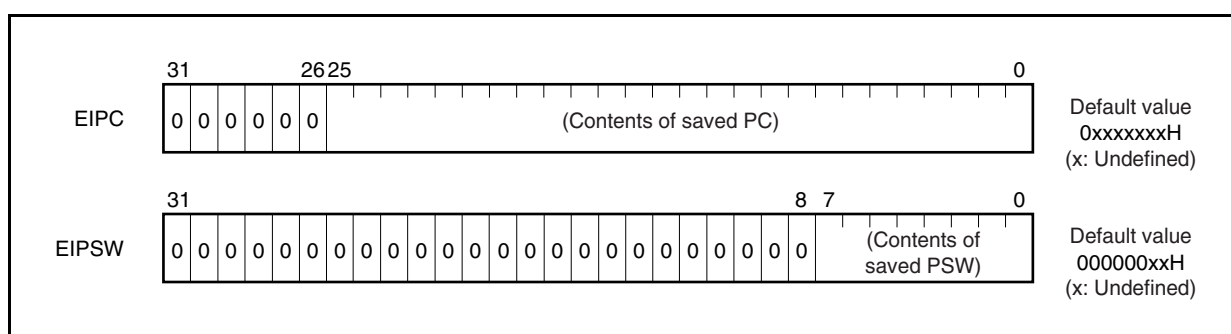 31 26 25 0
EIPC 0 0 0 0 0 0 (Contents of saved PC) Default value
0xxxxxxxH
(x: Undefined)
31 8 7 0
EIPSW 0 0 0 0 0 0 0 0 0 0 0 0 0 0 0 0 0 0 0 0 0 0 0 0 (Contents of
saved PSW)
Default value
000000xxH
(x: Undefined)